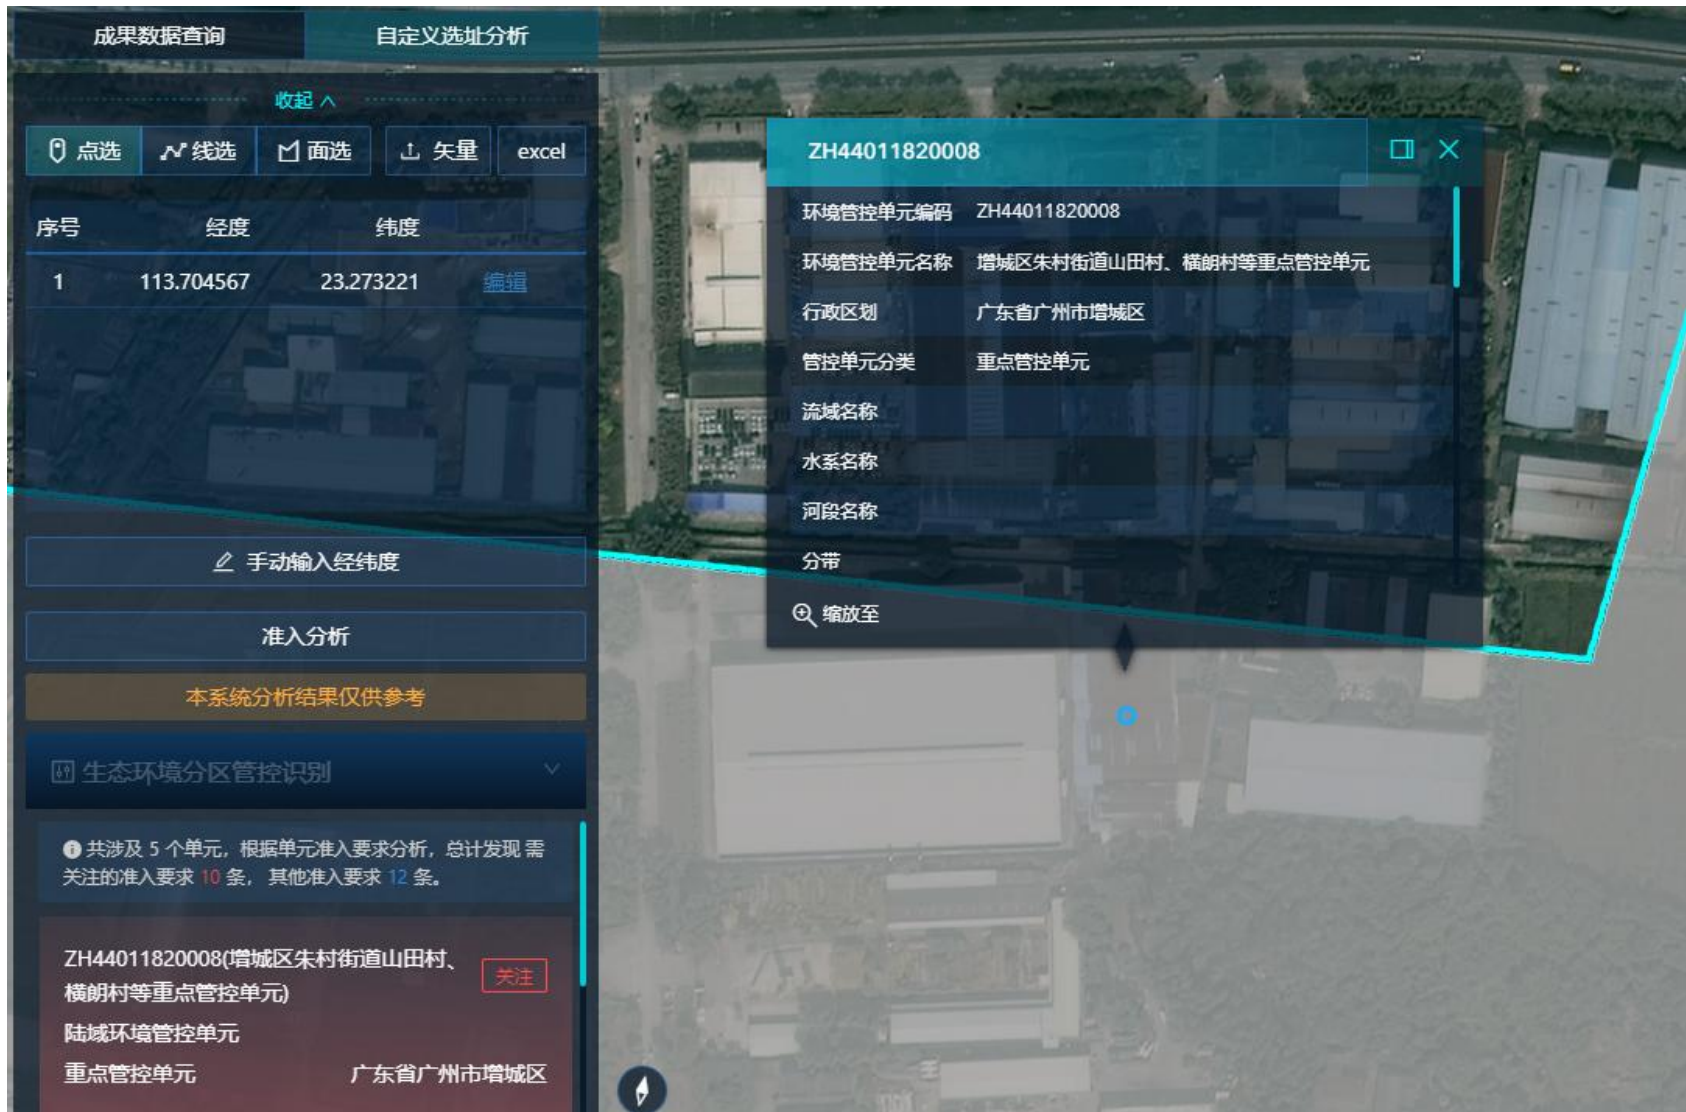 成果数据查询 自定义选址分析
收起
点选 线选 面选 矢量 excel
序号 经度 纬度
1 113.704567 23.273221 编辑
手动输入经纬度
准入分析
本系统分析结果仅供参考
生态环境分区管控识别
共涉及 5 个单元，根据单元准入要求分析，总计发现 需
关注的准入要求 10 条， 其他准入要求 12 条。
ZH44011820008(增城区朱村街道山田村、
横朗村等重点管控单元)
关注
陆域环境管控单元
重点管控单元 广东省广州市增城区
ZH44011820008
环境管控单元编码 ZH44011820008
环境管控单元名称 增城区朱村街道山田村、横朗村等重点管控单元
行政区划 广东省广州市增城区
管控单元分类 重点管控单元
流域名称
水系名称
河段名称
分带
缩放至